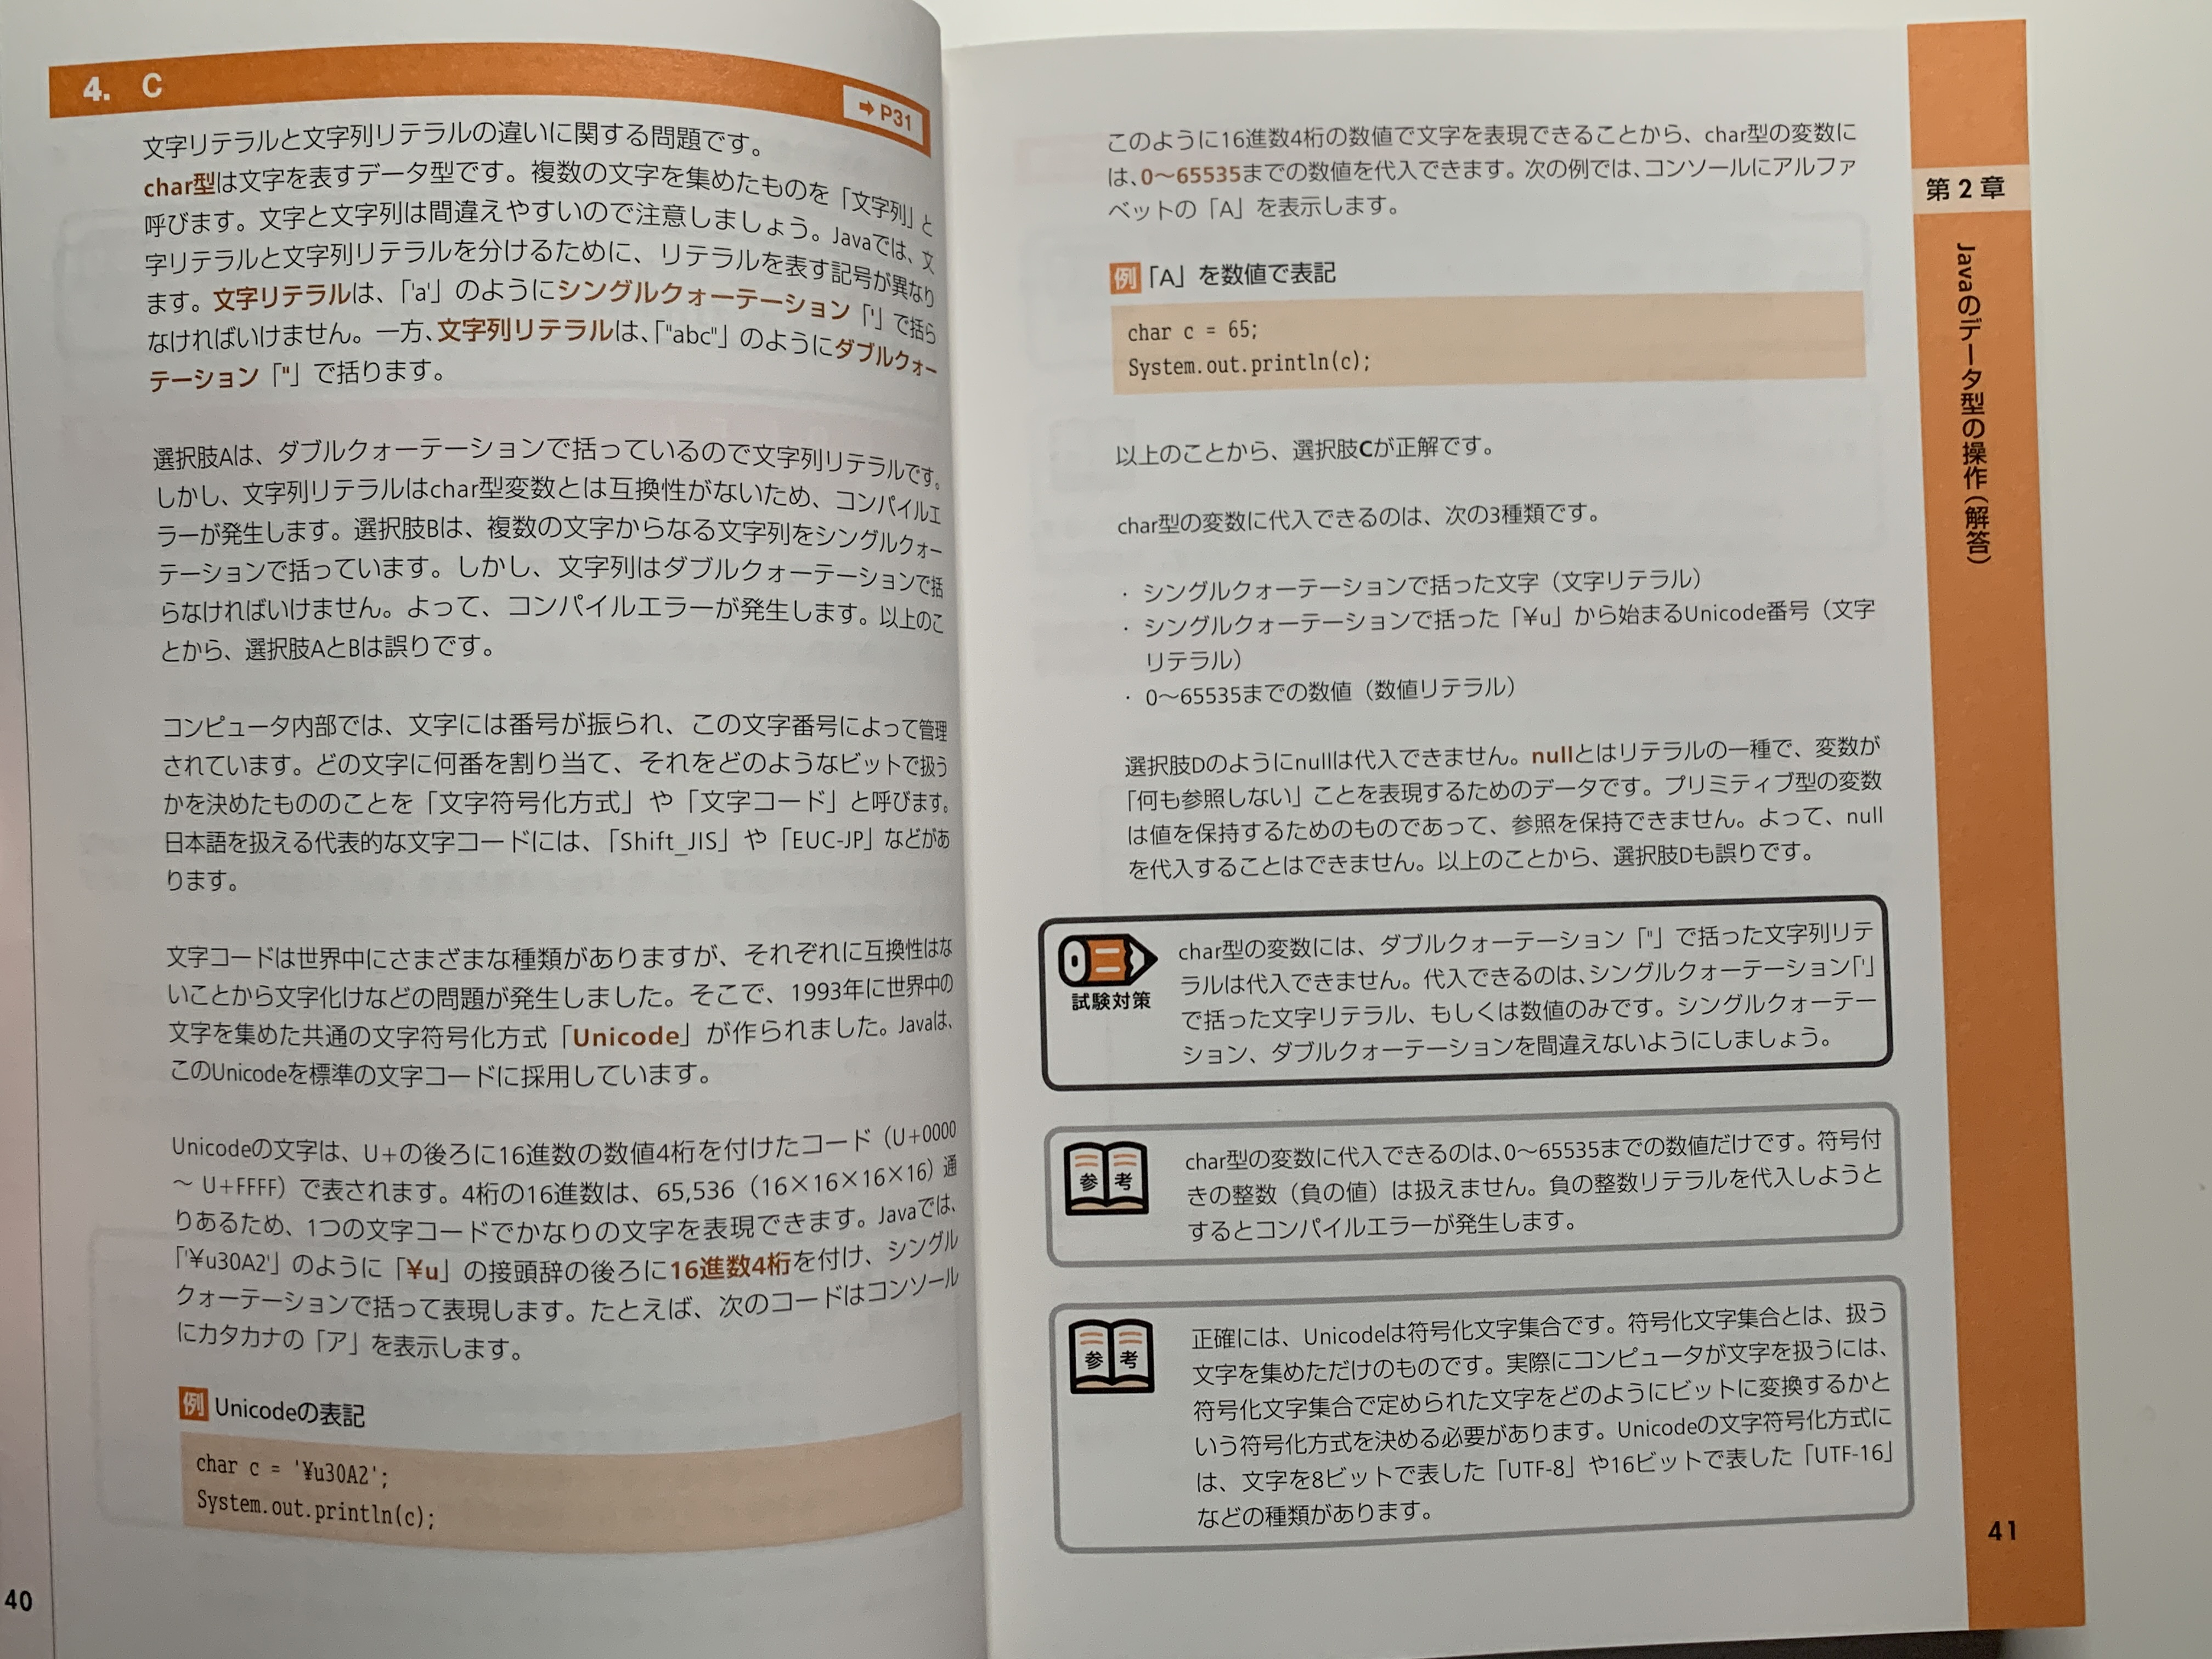 4. C
➡ P31
文字リテラルと文字列リテラルの違いに関する問題です。
char型は文字を表すデータ型です。複数の文字を集めたものを「文字列」と
呼びます。文字と文字列は間違えやすいので注意しましょう。Javaでは、文
字リテラルと文字列リテラルを分けるために、リテラルを表す記号が異なり
ます。文字リテラルは、「'a'」のようにシングルクォーテーション「'」で括ら
なければいけません。一方、文字列リテラルは、「"abc"」のようにダブルクォー
テーション「"」で括ります。
選択肢Aは、ダブルクォーテーションで括っているので文字列リテラルです。
しかし、文字列リテラルはchar型変数とは互換性がないため、コンパイルエ
ラーが発生します。選択肢Bは、複数の文字からなる文字列をシングルクォー
テーションで括っています。しかし、文字列はダブルクォーテーションで括
らなければいけません。よって、コンパイルエラーが発生します。以上のこ
とから、選択肢AとBは誤りです。
コンピュータ内部では、文字には番号が振られ、この文字番号によって管理
されています。どの文字に何番を割り当て、それをどのようなビットで扱う
かを決めたもののことを「文字符号化方式」や「文字コード」と呼びます。
日本語を扱える代表的な文字コードには、「Shift_JIS」や「EUC-JP」などがあ
ります。
文字コードは世界中にさまざまな種類がありますが、それぞれに互換性はな
いことから文字化けなどの問題が発生しました。そこで、1993年に世界中の
文字を集めた共通の文字符号化方式「Unicode」が作られました。Javaは、
このUnicodeを標準の文字コードに採用しています。
Unicodeの文字は、U+の後ろに16進数の数値4桁を付けたコード（U+0000
～ U+FFFF）で表されます。4桁の16進数は、65,536（16×16×16×16）通
りあるため、1つの文字コードでかなりの文字を表現できます。Javaでは、
「'¥u30A2'」のように「¥u」の接頭辞の後ろに16進数4桁を付け、シングル
クォーテーションで括って表現します。たとえば、次のコードはコンソール
にカタカナの「ア」を表示します。
例 Unicodeの表記
char c = '¥u30A2';
System.out.println(c);
40
このように16進数4桁の数値で文字を表現できることから、char型の変数に
は、0～65535までの数値を代入できます。次の例では、コンソールにアルファ
ベットの「A」を表示します。
例 「A」を数値で表記
char c = 65;
System.out.println(c);
以上のことから、選択肢Cが正解です。
char型の変数に代入できるのは、次の3種類です。
・ シングルクォーテーションで括った文字（文字リテラル）
・ シングルクォーテーションで括った「¥u」から始まるUnicode番号（文字
リテラル）
・ 0～65535までの数値（数値リテラル）
選択肢Dのようにnullは代入できません。nullとはリテラルの一種で、変数が
「何も参照しない」ことを表現するためのデータです。プリミティブ型の変数
は値を保持するためのものであって、参照を保持できません。よって、null
を代入することはできません。以上のことから、選択肢Dも誤りです。
試験対策
char型の変数には、ダブルクォーテーション「"」で括った文字列リテ
ラルは代入できません。代入できるのは、シングルクォーテーション「'」
で括った文字リテラル、もしくは数値のみです。シングルクォーテー
ション、ダブルクォーテーションを間違えないようにしましょう。
参考
char型の変数に代入できるのは、0～65535までの数値だけです。符号付
きの整数（負の値）は扱えません。負の整数リテラルを代入しようと
するとコンパイルエラーが発生します。
参考
正確には、Unicodeは符号化文字集合です。符号化文字集合とは、扱う
文字を集めただけのものです。実際にコンピュータが文字を扱うには、
符号化文字集合で定められた文字をどのようにビットに変換するかと
いう符号化方式を決める必要があります。Unicodeの文字符号化方式に
は、文字を8ビットで表した「UTF-8」や16ビットで表した「UTF-16」
などの種類があります。
第2章
Javaのデータ型の操作（解答）
41